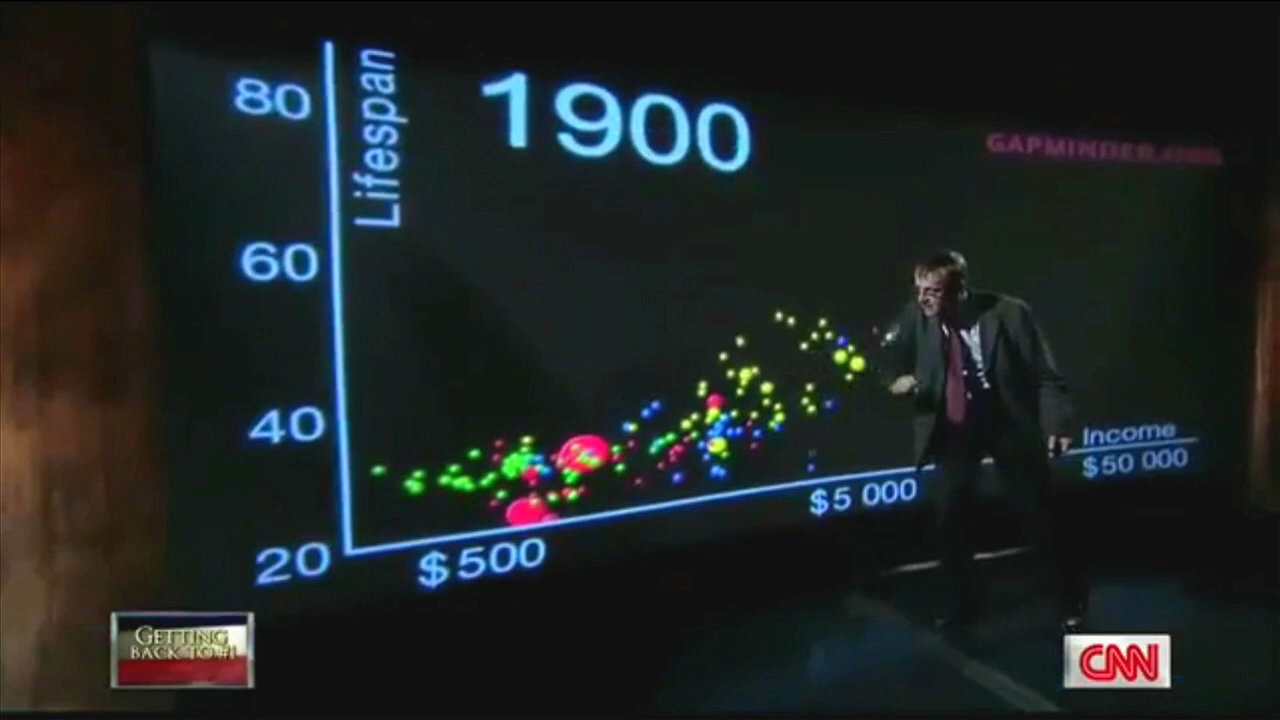 80
Lifespan
1900
GAPMINDER.ORG
60
40
Income
$50 000
$5 000
20
$500
GETTING
BACK TO #1
CNN